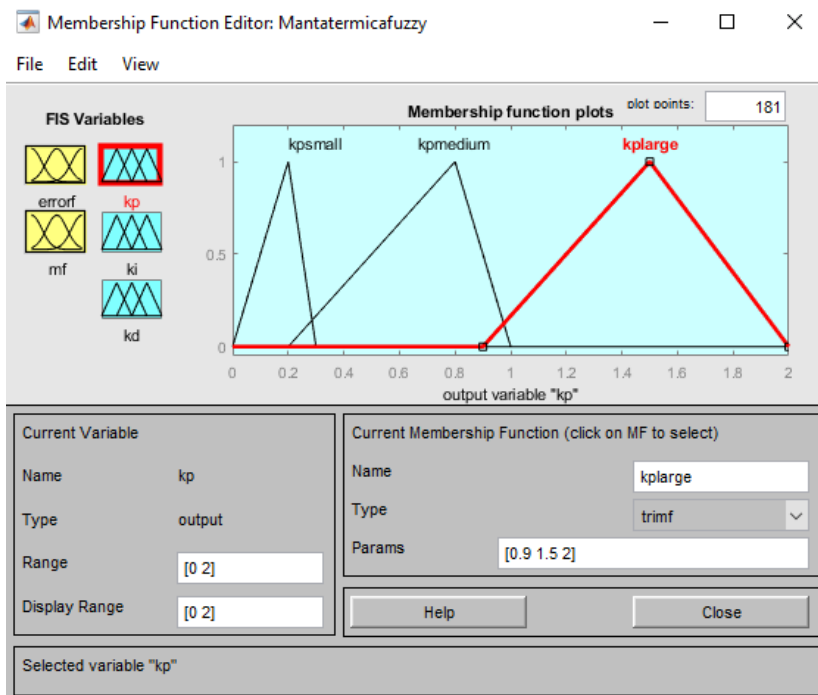 Membership Function Editor: Mantatermicafuzzy
File Edit View
FIS Variables
Membership function plots
plot points:
181
errorf
kp
mf
ki
kd
kpsmall
kpmedium
kplarge
1
0.5
0
0 0.2 0.4 0.6 0.8 1 1.2 1.4 1.6 1.8 2
output variable "kp"
Current Variable
Name kp
Type output
Range [0 2]
Display Range [0 2]
Current Membership Function (click on MF to select)
Name kplarge
Type trimf
Params [0.9 1.5 2]
Help Close
Selected variable "kp"